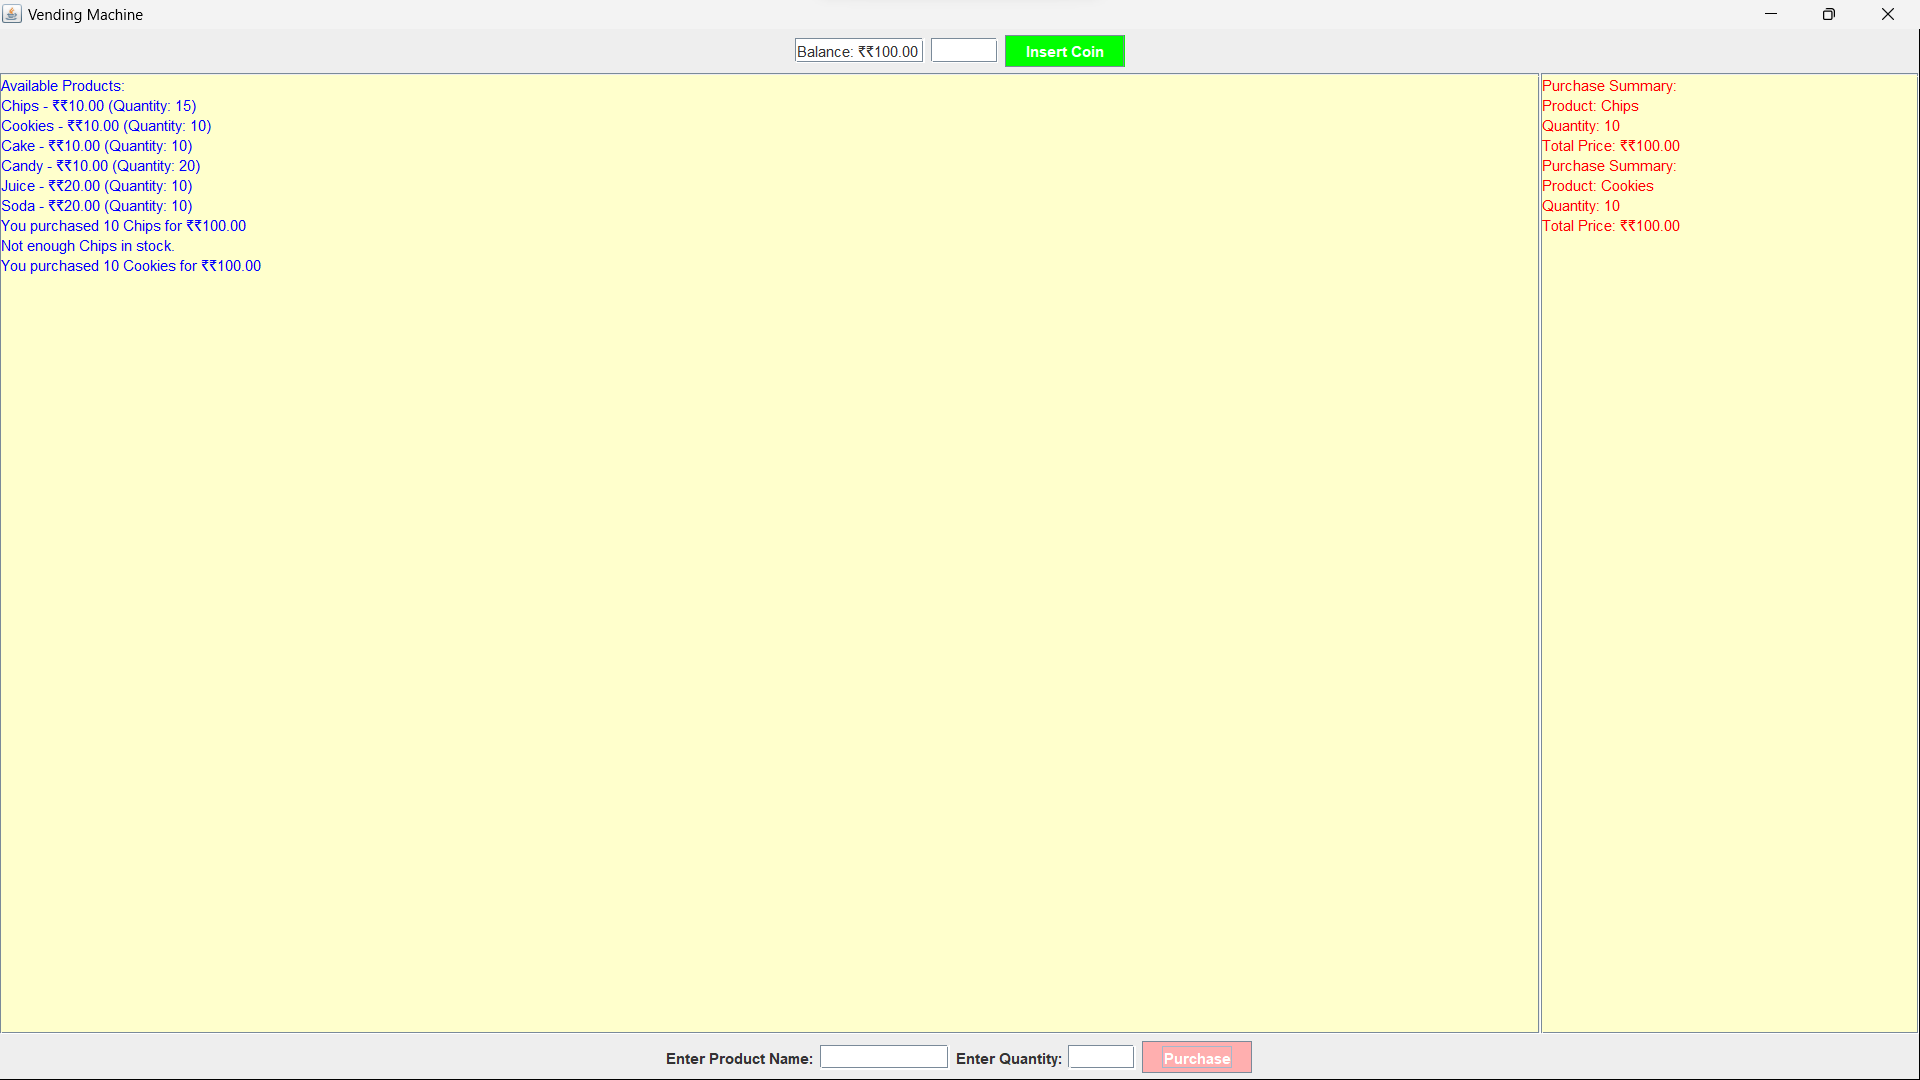 Vending Machine
Balance: ₹₹100.00
Insert Coin
Available Products:
Chips - ₹₹10.00 (Quantity: 15)
Cookies - ₹₹10.00 (Quantity: 10)
Cake - ₹₹10.00 (Quantity: 10)
Candy - ₹₹10.00 (Quantity: 20)
Juice - ₹₹20.00 (Quantity: 10)
Soda - ₹₹20.00 (Quantity: 10)
You purchased 10 Chips for ₹₹100.00
Not enough Chips in stock.
You purchased 10 Cookies for ₹₹100.00
Purchase Summary:
Product: Chips
Quantity: 10
Total Price: ₹₹100.00
Purchase Summary:
Product: Cookies
Quantity: 10
Total Price: ₹₹100.00
Enter Product Name:
Enter Quantity:
Purchase